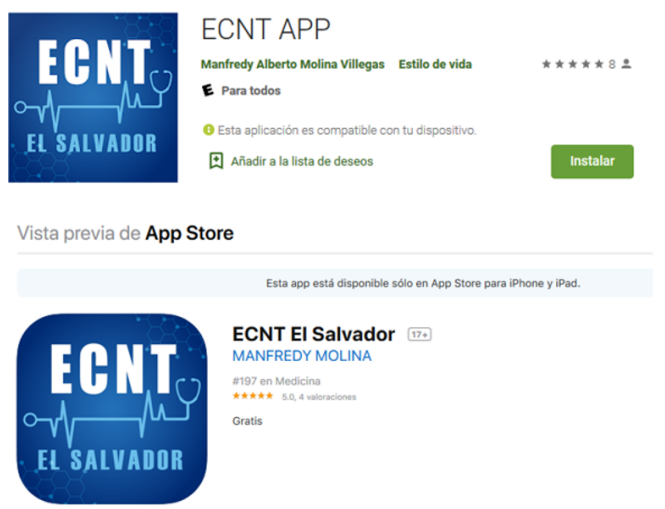 ECNT
EL SALVADOR
ECNT APP
Manfredy Alberto Molina Villegas Estilo de vida
8
E Para todos
Esta aplicación es compatible con tu dispositivo.
Añadir a la lista de deseos
Instalar
Vista previa de App Store
Esta app está disponible sólo en App Store para iPhone y iPad.
ECNT
EL SALVADOR
ECNT El Salvador 17+
MANFREDY MOLINA
#197 en Medicina
5.0, 4 valoraciones
Gratis